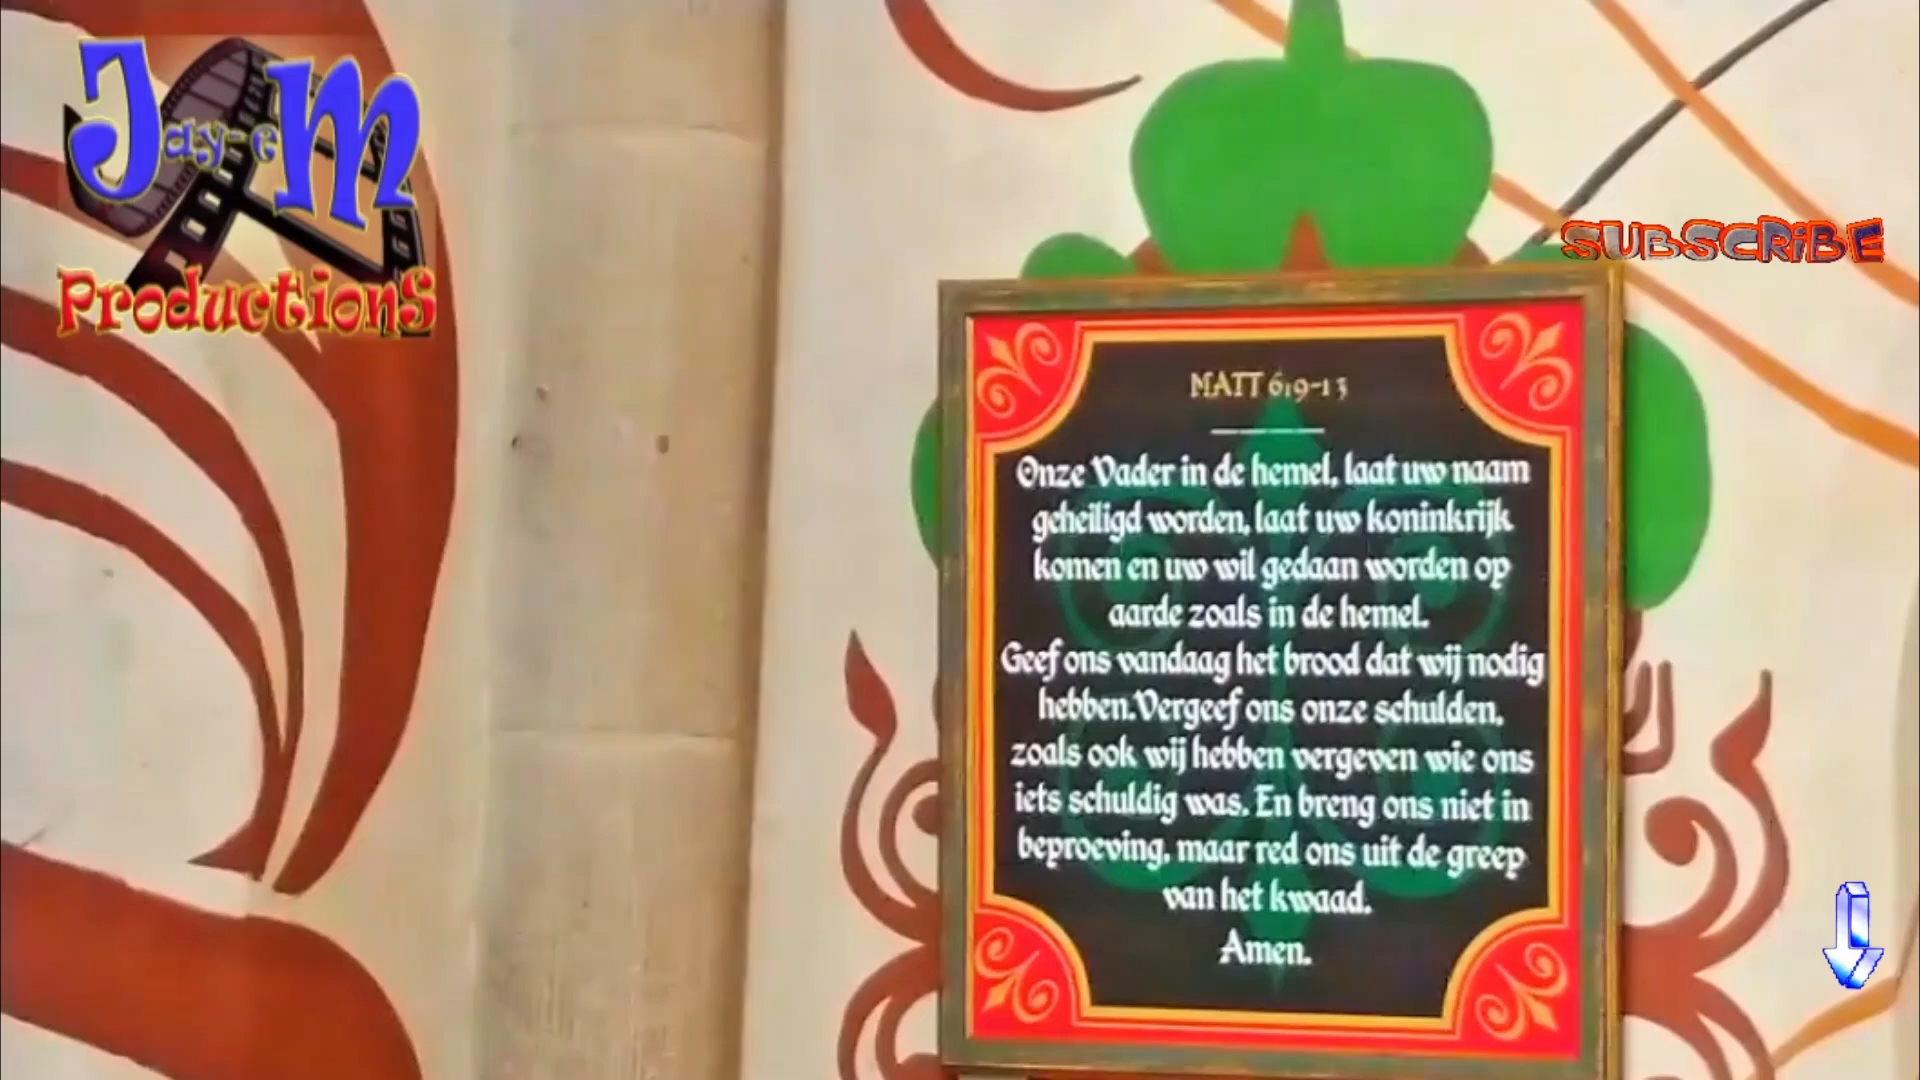 Jay-eM
Productions
SUBSCRiBE
MATT 6:9-13
Onze Vader in de hemel, laat uw naam
geheiligd worden, laat uw koninkrijk
komen en uw wil gedaan worden op
aarde zoals in de hemel.
Geef ons vandaag het brood dat wij nodig
hebben.Vergeef ons onze schulden,
zoals ook wij hebben vergeven wie ons
iets schuldig was. En breng ons niet in
beproeving, maar red ons uit de greep
van het kwaad.
Amen.